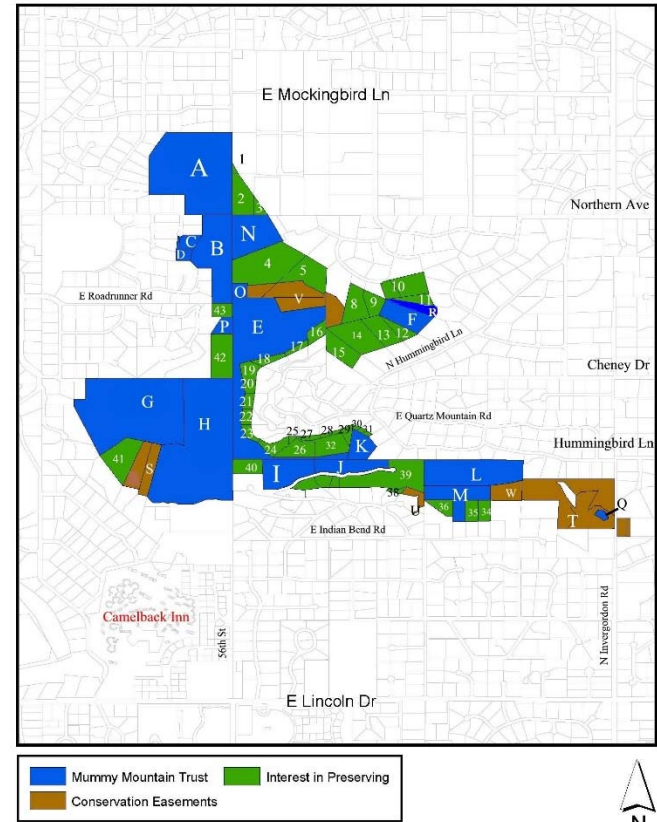 E Mockingbird Ln
1
A
2
3
Northern Ave
C
B
N
D
4
5
E Roadrunner Rd
O
V
10
8
9
11
R
43
P
E
F
16
14
13
12
N Hummingbird Ln
42
17
15
18
Cheney Dr
19
20
G
21
E Quartz Mountain Rd
22
25
27
28
29
30
31
H
23
Hummingbird Ln
24
26
32
K
41
S
40
I
J
39
L
38
M
W
U
36
35
34
T
Q
E Indian Bend Rd
Camelback Inn
56th St
N Invergordon Rd
E Lincoln Dr
Mummy Mountain Trust
Interest in Preserving
Conservation Easements
N